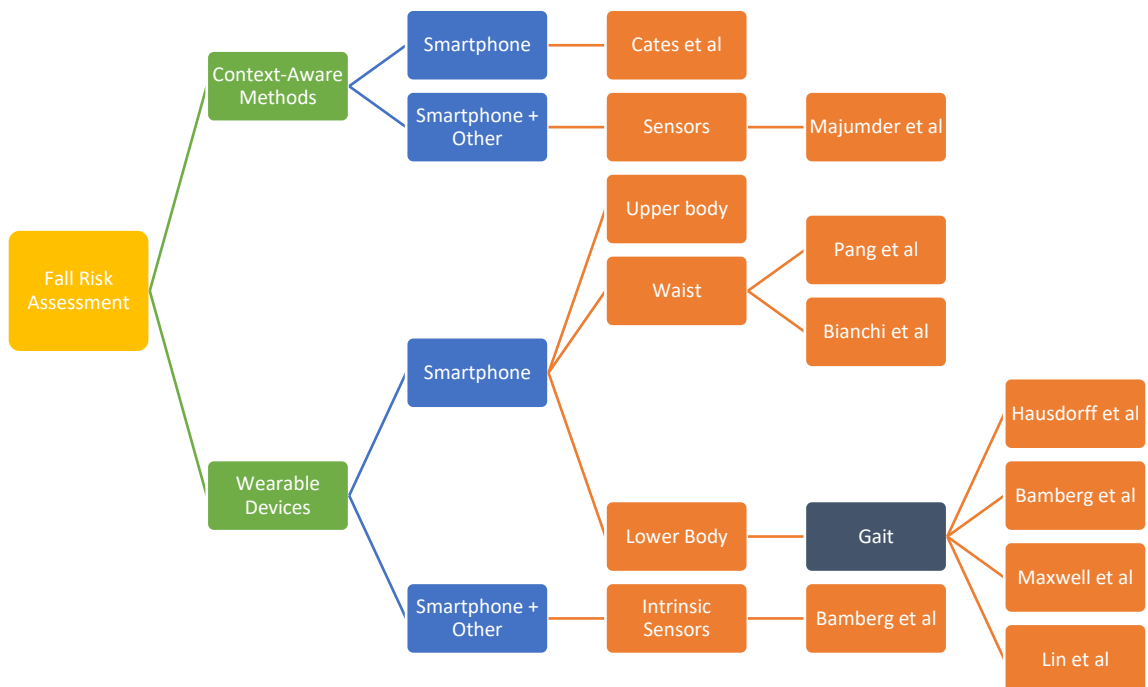 Fall Risk
Assessment
Context-Aware
Methods
Smartphone
Cates et al
Smartphone +
Other
Sensors
Majumder et al
Wearable
Devices
Smartphone
Upper body
Waist
Pang et al
Bianchi et al
Lower Body
Gait
Hausdorff et al
Bamberg et al
Maxwell et al
Lin et al
Smartphone +
Other
Intrinsic
Sensors
Bamberg et al